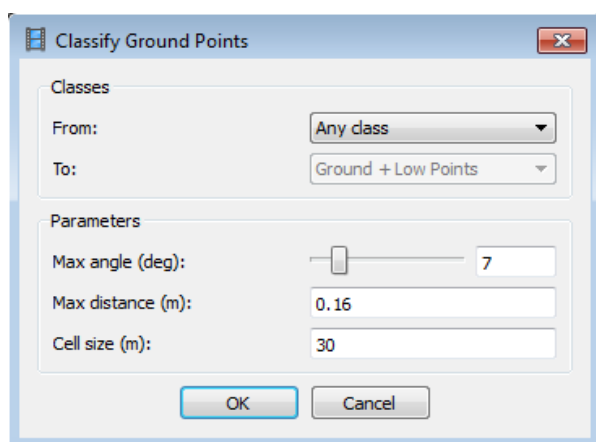 Classify Ground Points
Classes
From: Any class
To: Ground + Low Points
Parameters
Max angle (deg): 7
Max distance (m): 0.16
Cell size (m): 30
OK Cancel